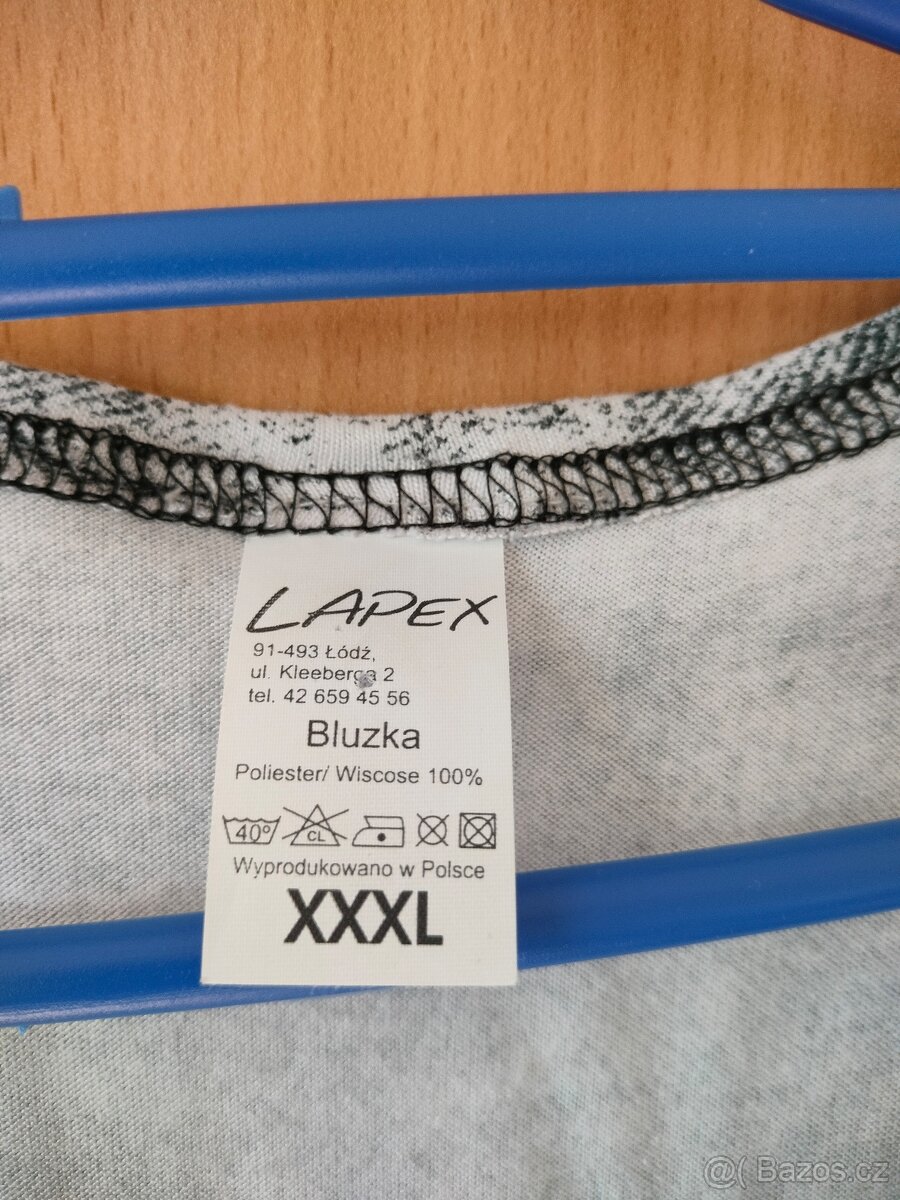 LAPEX
91-493 Łódź,
ul. Kleeberga 2
tel. 42 659 45 56
Bluzka
Poliester/ Wiscose 100%
40° CL
Wyprodukowano w Polsce
XXXL
@( Bazos.cz